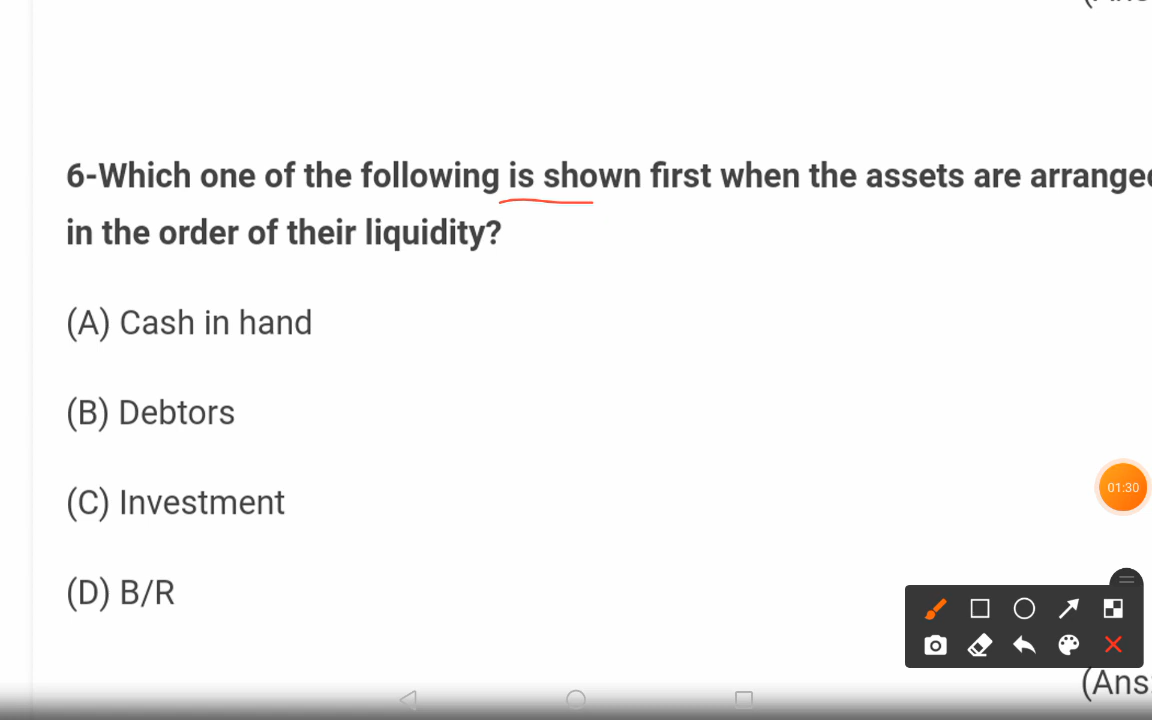 6-Which one of the following is shown first when the assets are arranged
in the order of their liquidity?
(A) Cash in hand
(B) Debtors
(C) Investment
01:30
(D) B/R
(Ans